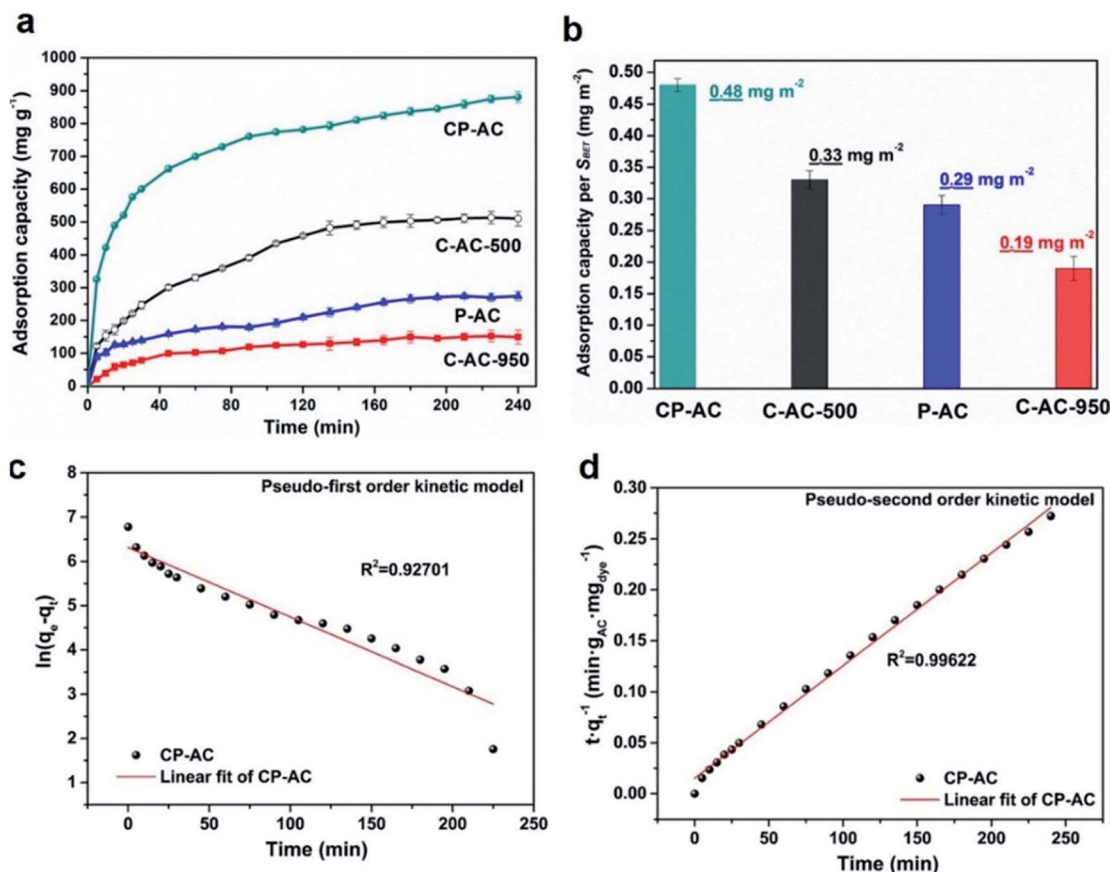 a
Adsorption capacity (mg g⁻¹)
1000
900
800
700
600
500
400
300
200
100
0
CP-AC
C-AC-500
P-AC
C-AC-950
0 40 80 120 160 200 240
Time (min)
b
Adsorption capacity per S_BET (mg m⁻²)
0.50
0.45
0.40
0.35
0.30
0.25
0.20
0.15
0.10
0.05
0.00
0.48 mg m⁻²
0.33 mg m⁻²
0.29 mg m⁻²
0.19 mg m⁻²
CP-AC C-AC-500 P-AC C-AC-950
c
ln(qₑ-qₜ)
8
7
6
5
4
3
2
1
Pseudo-first order kinetic model
R²=0.92701
CP-AC
Linear fit of CP-AC
0 50 100 150 200 250
Time (min)
d
t·qₜ⁻¹ (min·g_AC·mg_dye⁻¹)
0.30
0.25
0.20
0.15
0.10
0.05
0.00
Pseudo-second order kinetic model
R²=0.99622
CP-AC
Linear fit of CP-AC
0 50 100 150 200 250
Time (min)